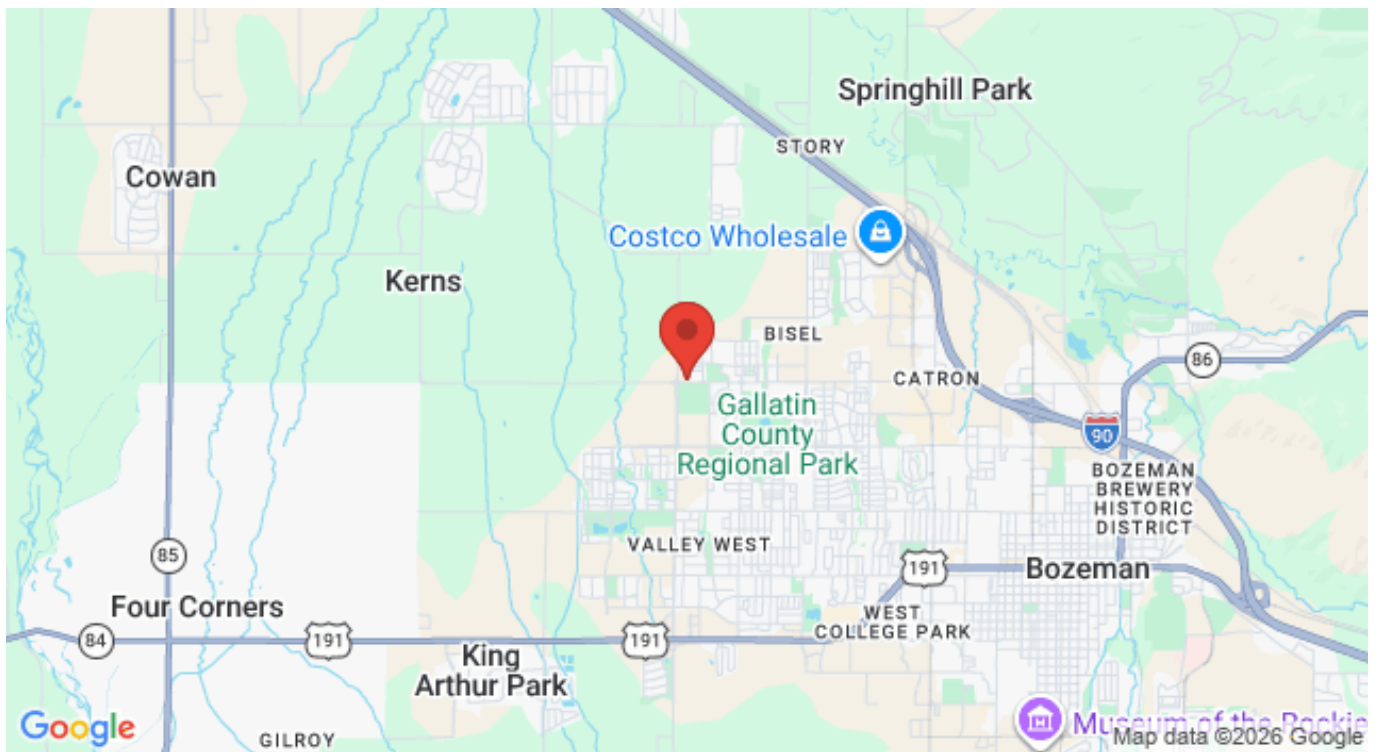 Springhill Park
STORY
Cowan
Costco Wholesale
Kerns
BISEL
86
CATRON
Gallatin
County
Regional Park
90
BOZEMAN
BREWERY
HISTORIC
DISTRICT
VALLEY WEST
85
191
Bozeman
Four Corners
WEST
COLLEGE PARK
84
191
191
King
Arthur Park
Museum of the Rockie
Google
GILROY
Map data ©2026 Google